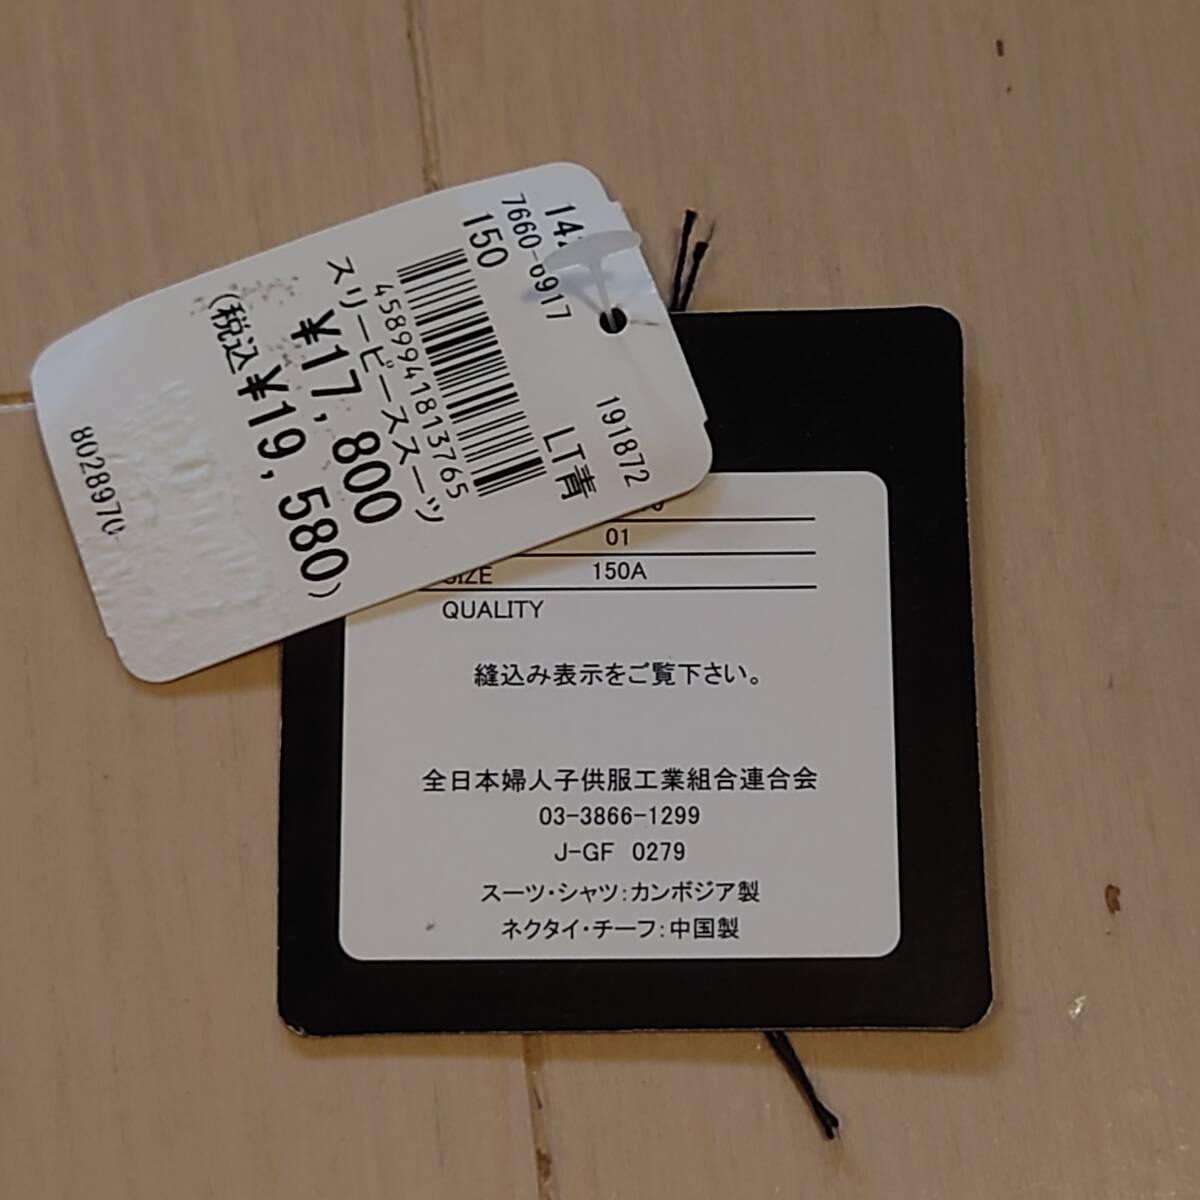 7660-6917
150
191872
LT青
4589941813765
スリーピーススーツ
¥17,800
(税込¥19,580)
01
SIZE 150A
QUALITY
縫込み表示をご覧下さい。
全日本婦人子供服工業組合連合会
03-3866-1299
J-GF 0279
スーツ・シャツ:カンボジア製
ネクタイ・チーフ:中国製